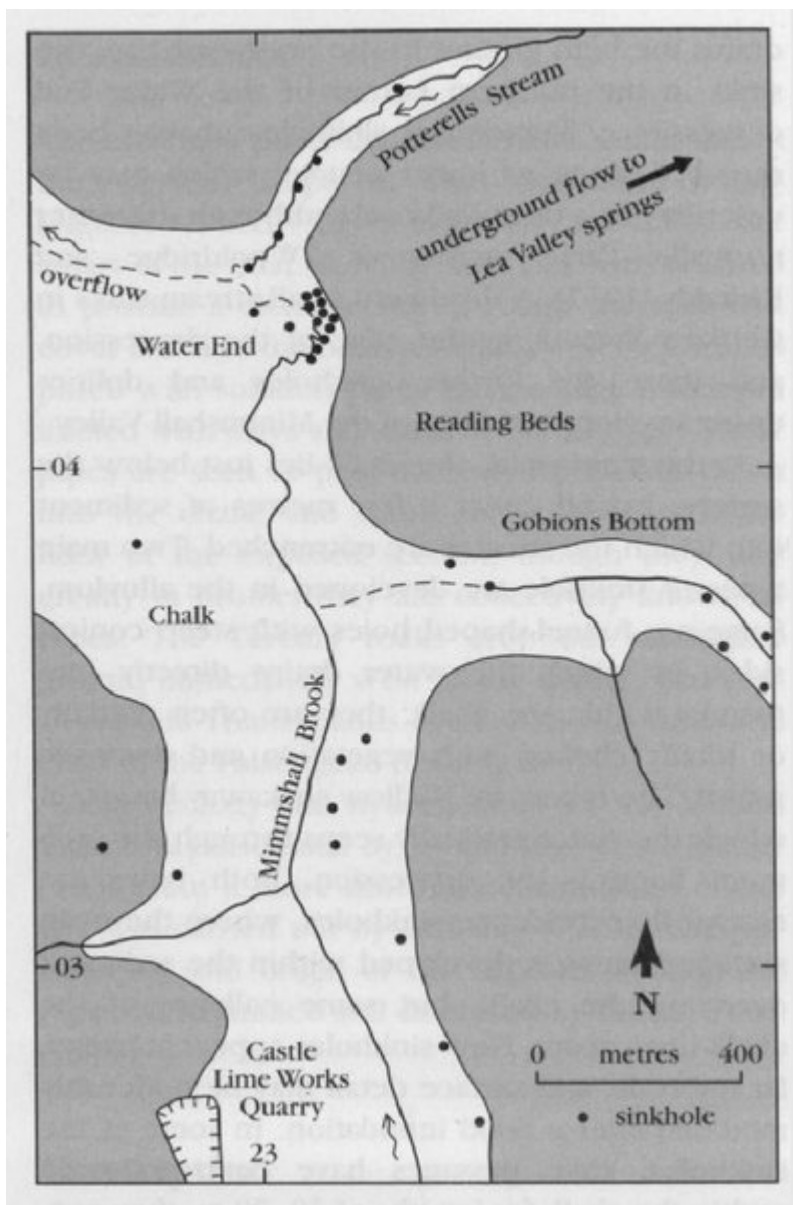 Potterells Stream
underground flow to
Lea Valley springs
overflow
Water End
Reading Beds
04
Gobions Bottom
Chalk
Mimmshall Brook
03
N
0 metres 400
Castle
Lime Works
Quarry
sinkhole
23